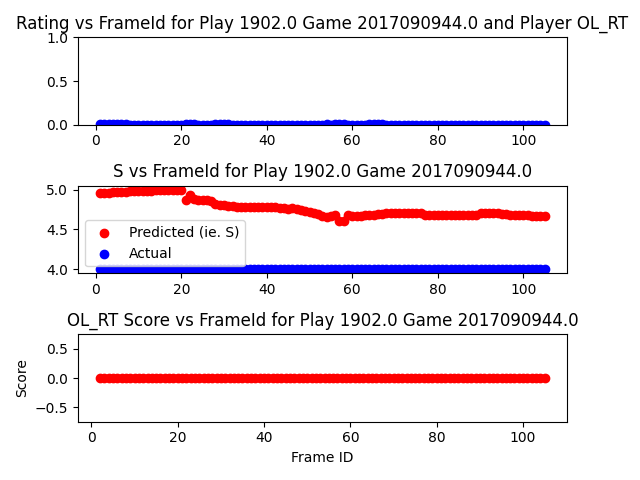 Rating vs FrameId for Play 1902.0 Game 2017090944.0 and Player OL_RT
1.0
0.5
0.0
0 20 40 60 80 100
S vs FrameId for Play 1902.0 Game 2017090944.0
5.0
4.5
4.0
Predicted (ie. S)
Actual
0 20 40 60 80 100
OL_RT Score vs FrameId for Play 1902.0 Game 2017090944.0
0.5
0.0
−0.5
Score
0 20 40 60 80 100
Frame ID